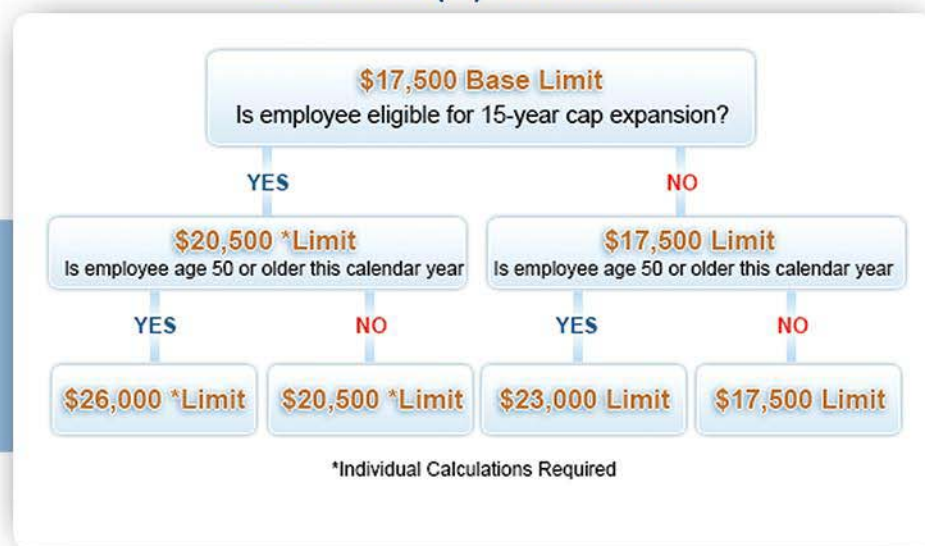 $17,500 Base Limit
Is employee eligible for 15-year cap expansion?
YES
NO
$20,500 *Limit
Is employee age 50 or older this calendar year
$17,500 Limit
Is employee age 50 or older this calendar year
YES
NO
YES
NO
$26,000 *Limit
$20,500 *Limit
$23,000 Limit
$17,500 Limit
*Individual Calculations Required